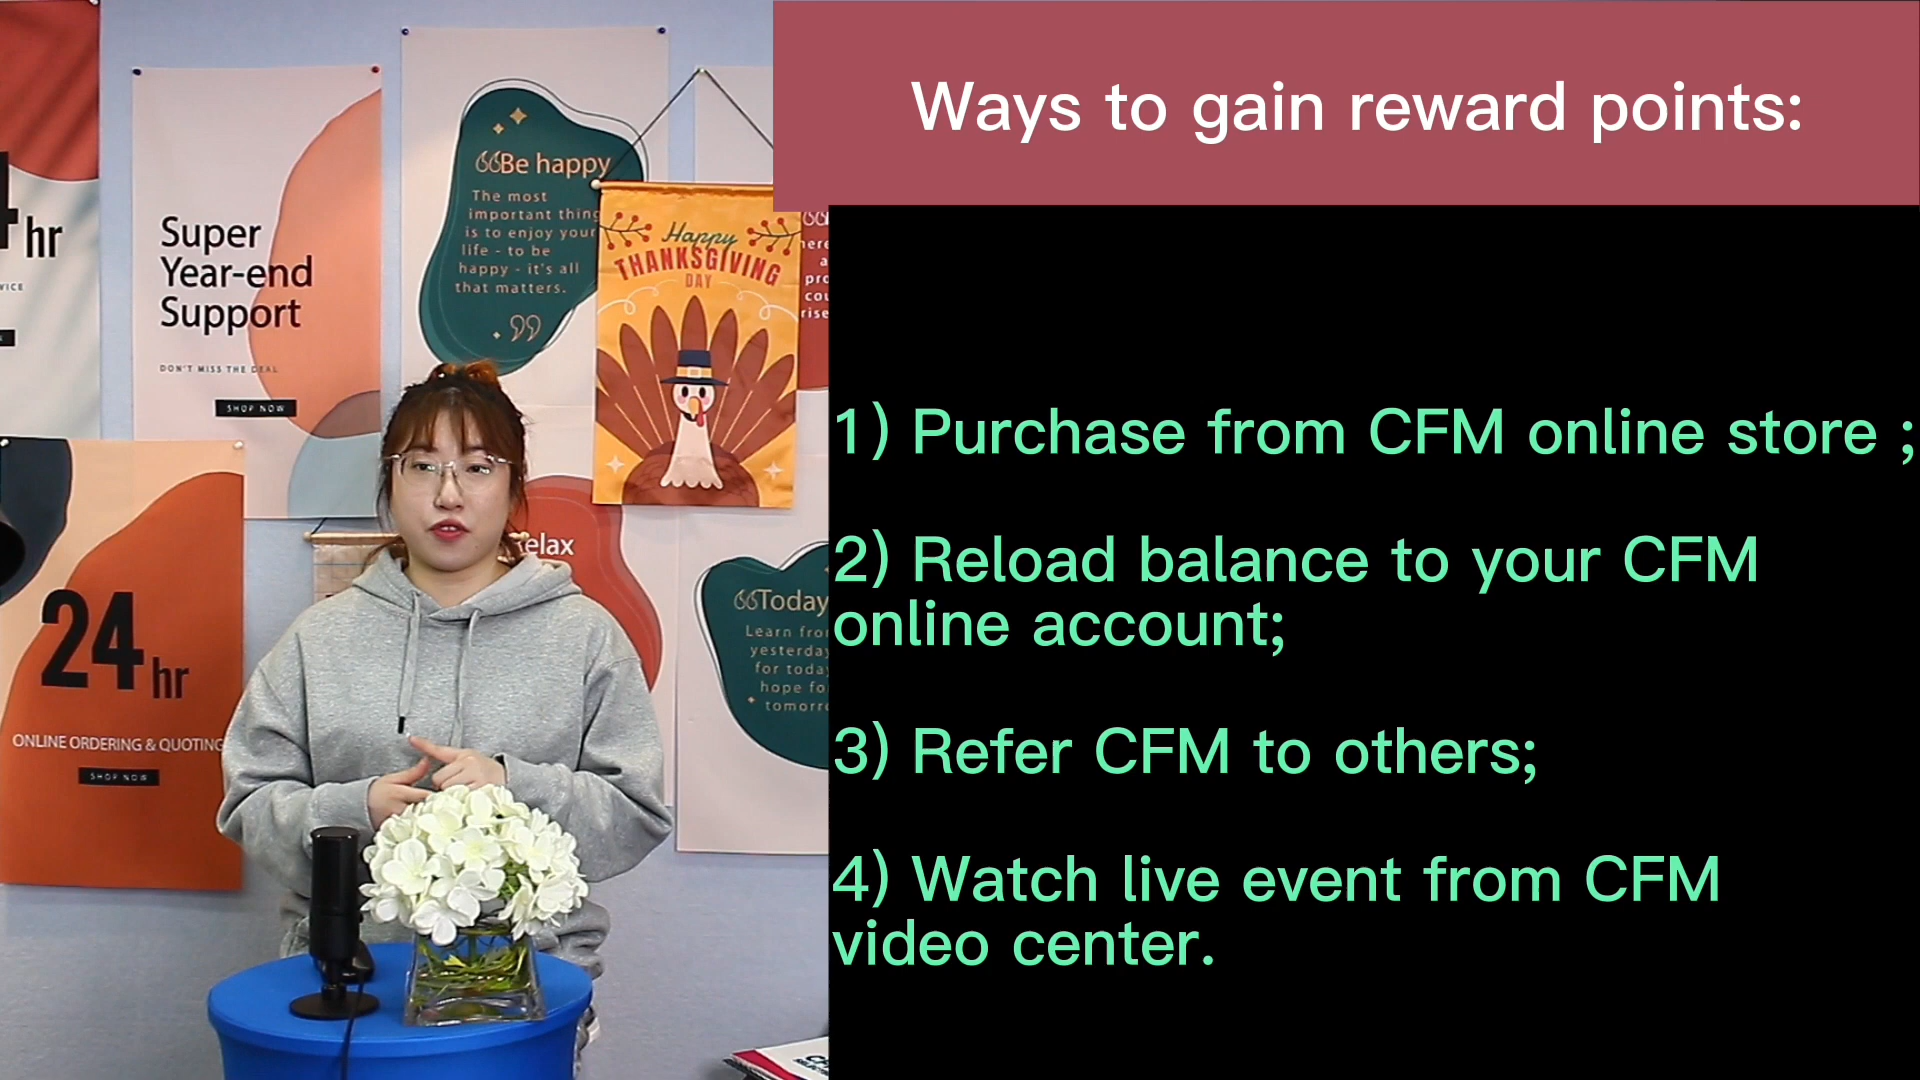 Ways to gain reward points:
1) Purchase from CFM online store ;
2) Reload balance to your CFM
online account;
3) Refer CFM to others;
4) Watch live event from CFM
video center.
hr
Super
Year-end
Support
DON'T MISS THE DEAL
SHOP NOW
Be happy
The most
important thing
is to enjoy your
life - to be
happy - it's all
that matters.
Happy
THANKSGIVING
DAY
24 hr
ONLINE ORDERING & QUOTING
SHOP NOW
Relax
Today
Learn from
yesterday
for today
hope for